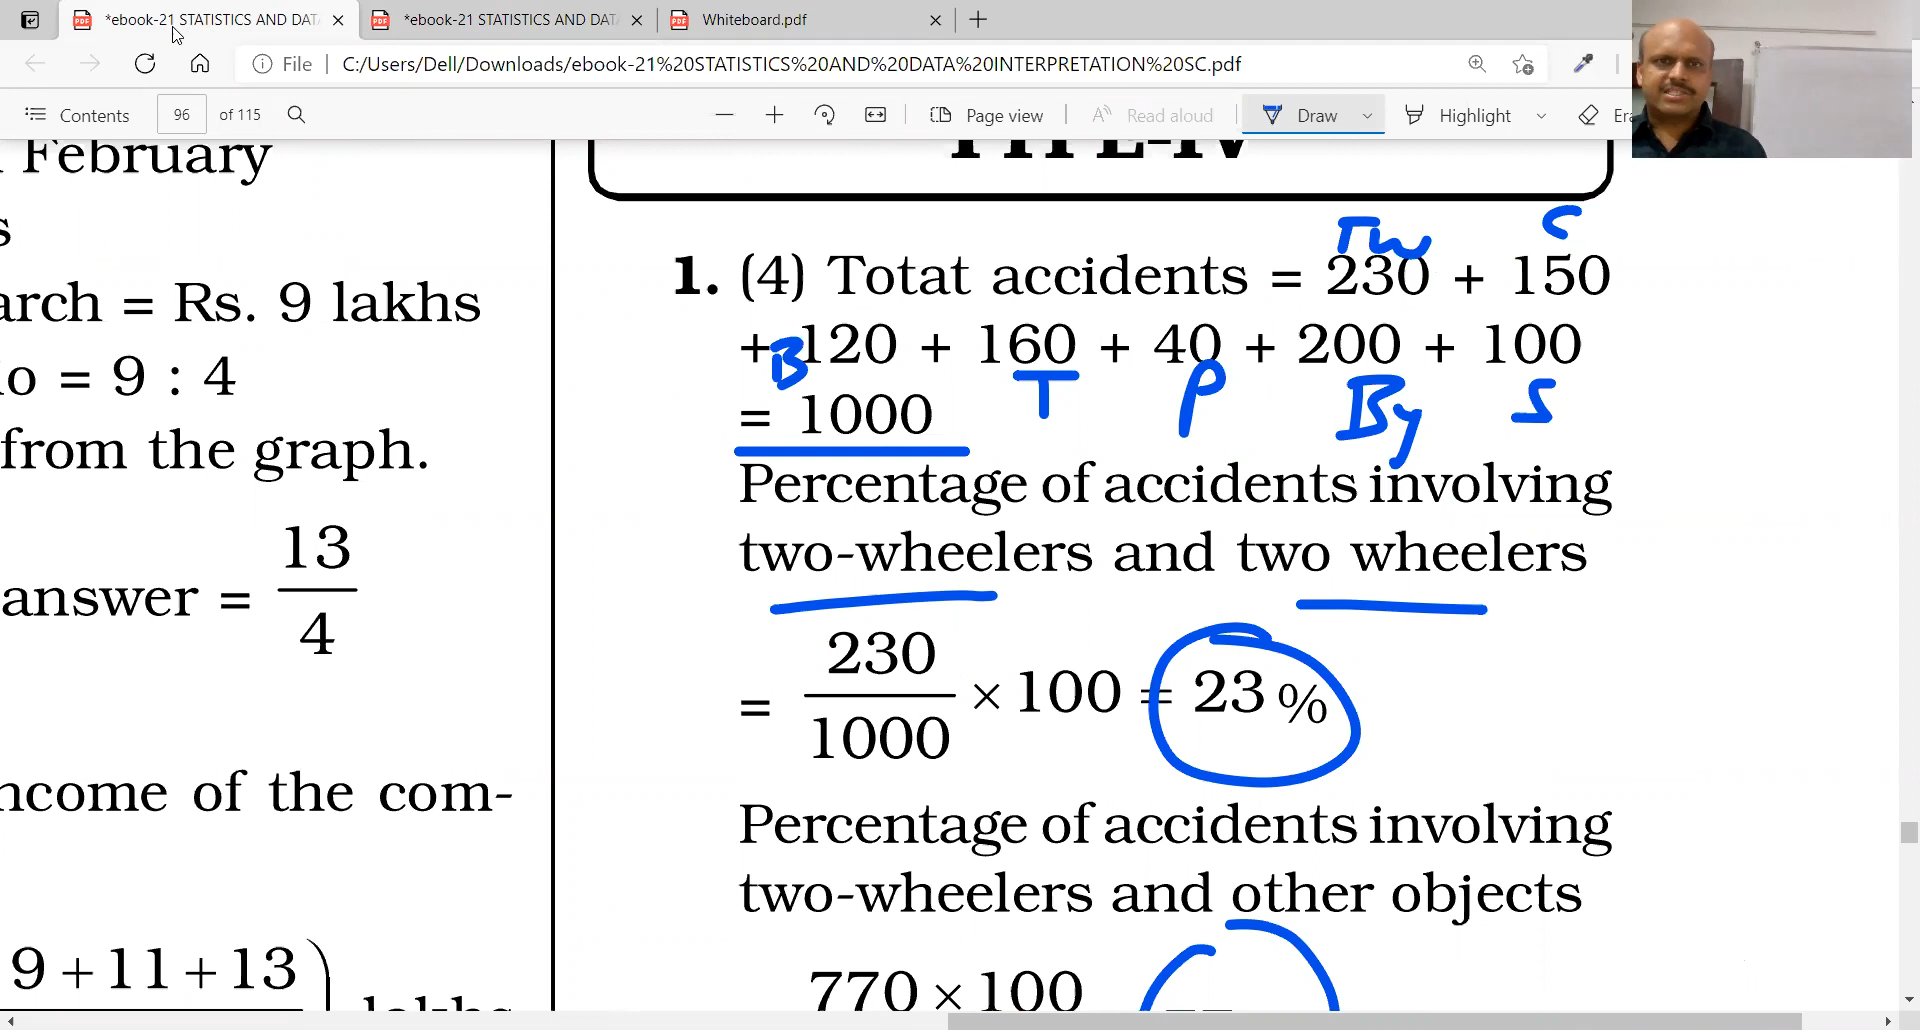 *ebook-21 STATISTICS AND DAT
*ebook-21 STATISTICS AND DAT
Whiteboard.pdf
File
C:/Users/Dell/Downloads/ebook-21%20STATISTICS%20AND%20DATA%20INTERPRETATION%20SC.pdf
Contents
96 of 115
Page view
Read aloud
Draw
Highlight
February
s
arch = Rs. 9 lakhs
io = 9 : 4
from the graph.
answer = 13/4
ncome of the com-
9 + 11 + 13)
Tw C
1. (4) Totat accidents = 230 + 150
+ 120 + 160 + 40 + 200 + 100
B T P By S
= 1000
Percentage of accidents involving
two-wheelers and two wheelers
= 230/1000 × 100 = 23 %
Percentage of accidents involving
two-wheelers and other objects
770 × 100